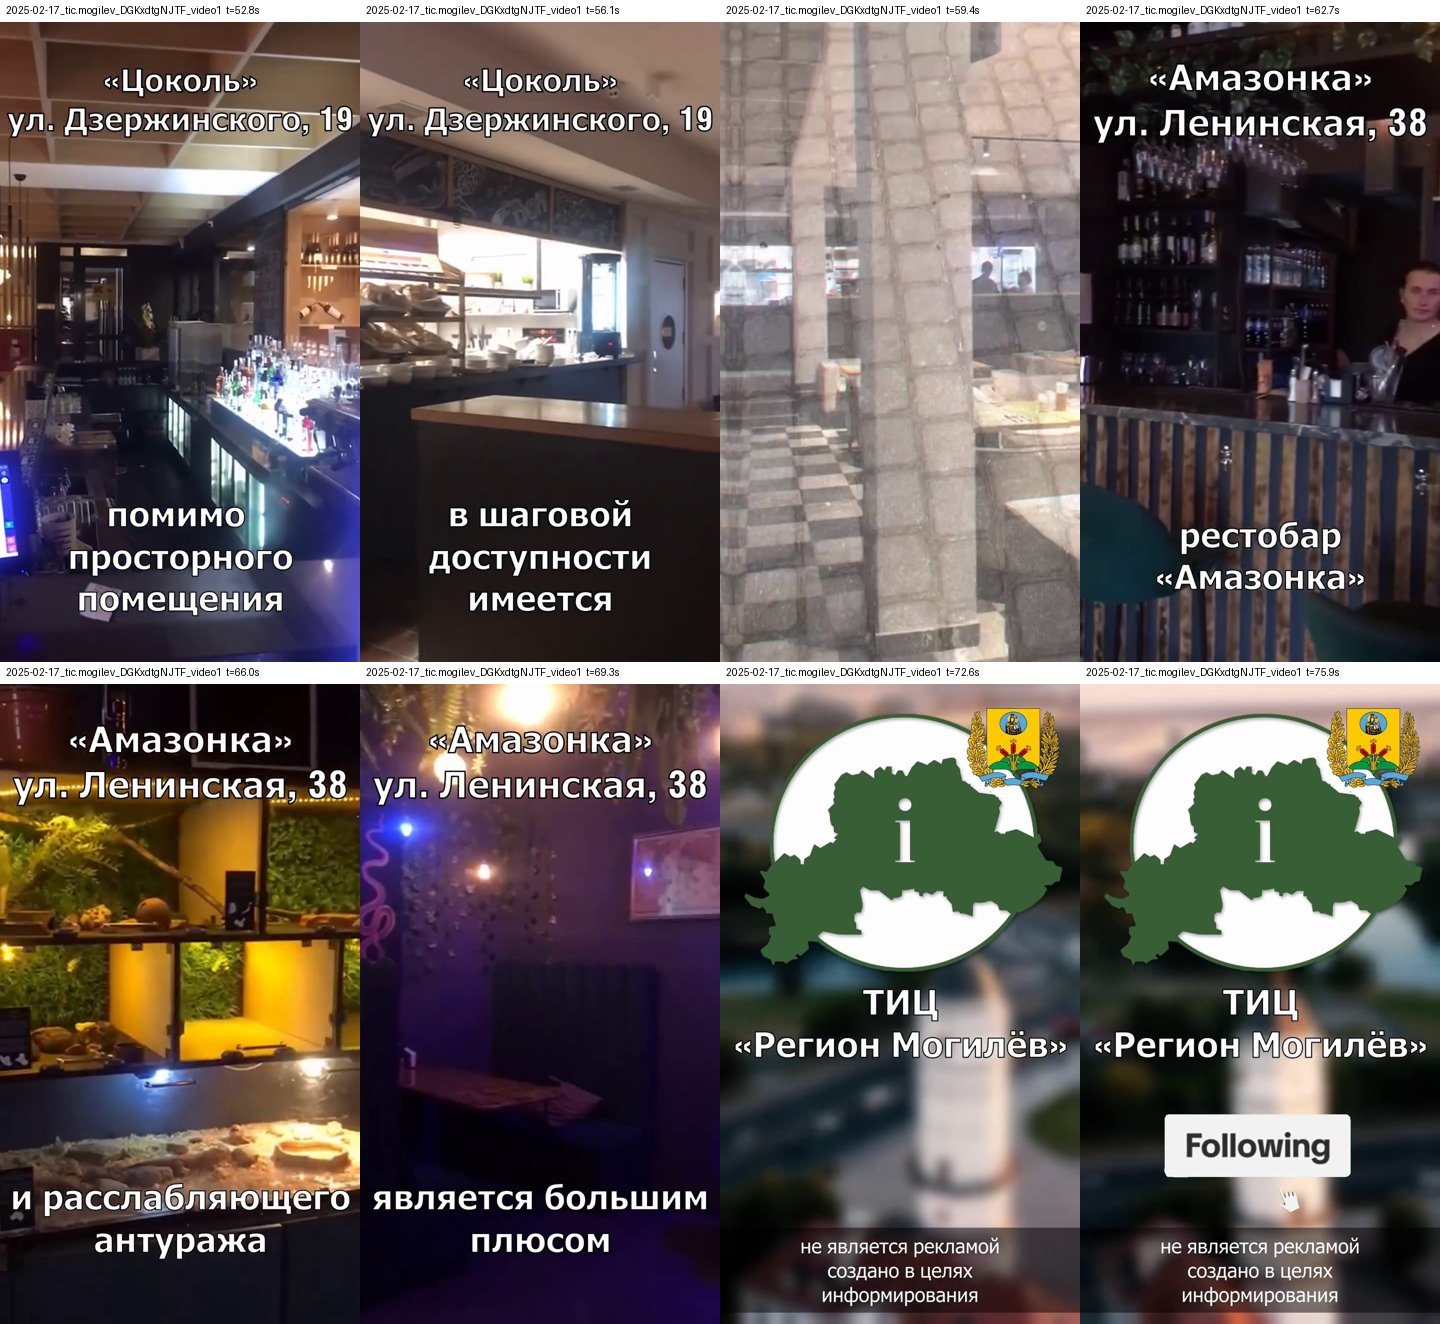 2025-02-17_tic.mogilev_DGKxdtgNJTF_video1 t=52.8s
«Цоколь»
ул. Дзержинского, 19
помимо
просторного
помещения
2025-02-17_tic.mogilev_DGKxdtgNJTF_video1 t=56.1s
«Цоколь»
ул. Дзержинского, 19
в шаговой
доступности
имеется
2025-02-17_tic.mogilev_DGKxdtgNJTF_video1 t=59.4s
2025-02-17_tic.mogilev_DGKxdtgNJTF_video1 t=62.7s
«Амазонка»
ул. Ленинская, 38
рестобар
«Амазонка»
2025-02-17_tic.mogilev_DGKxdtgNJTF_video1 t=66.0s
«Амазонка»
ул. Ленинская, 38
и расслабляющего
антуража
2025-02-17_tic.mogilev_DGKxdtgNJTF_video1 t=69.3s
«Амазонка»
ул. Ленинская, 38
является большим
плюсом
2025-02-17_tic.mogilev_DGKxdtgNJTF_video1 t=72.6s
i
ТИЦ
«Регион Могилёв»
не является рекламой
создано в целях
информирования
2025-02-17_tic.mogilev_DGKxdtgNJTF_video1 t=75.9s
i
ТИЦ
«Регион Могилёв»
Following
не является рекламой
создано в целях
информирования